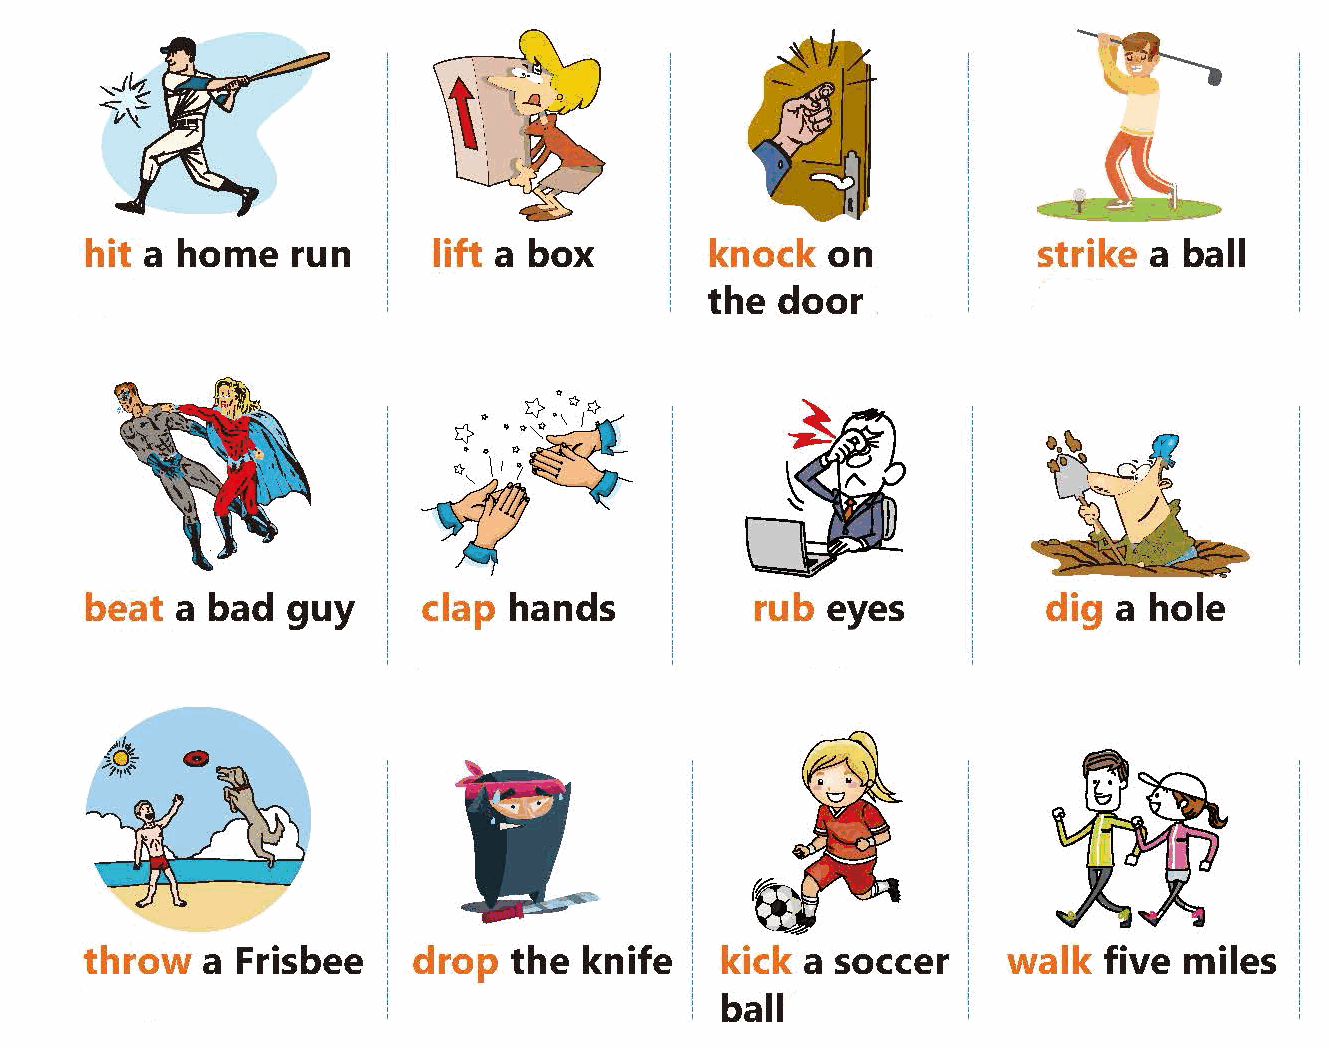 hit a home run
lift a box
knock on
the door
strike a ball
beat a bad guy
clap hands
rub eyes
dig a hole
throw a Frisbee
drop the knife
kick a soccer
ball
walk five miles